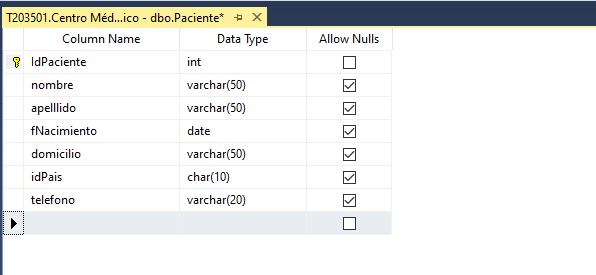 T203501.Centro Méd...ico - dbo.Paciente*
Column Name Data Type Allow Nulls
IdPaciente int
nombre varchar(50)
apelllido varchar(50)
fNacimiento date
domicilio varchar(50)
idPais char(10)
telefono varchar(20)